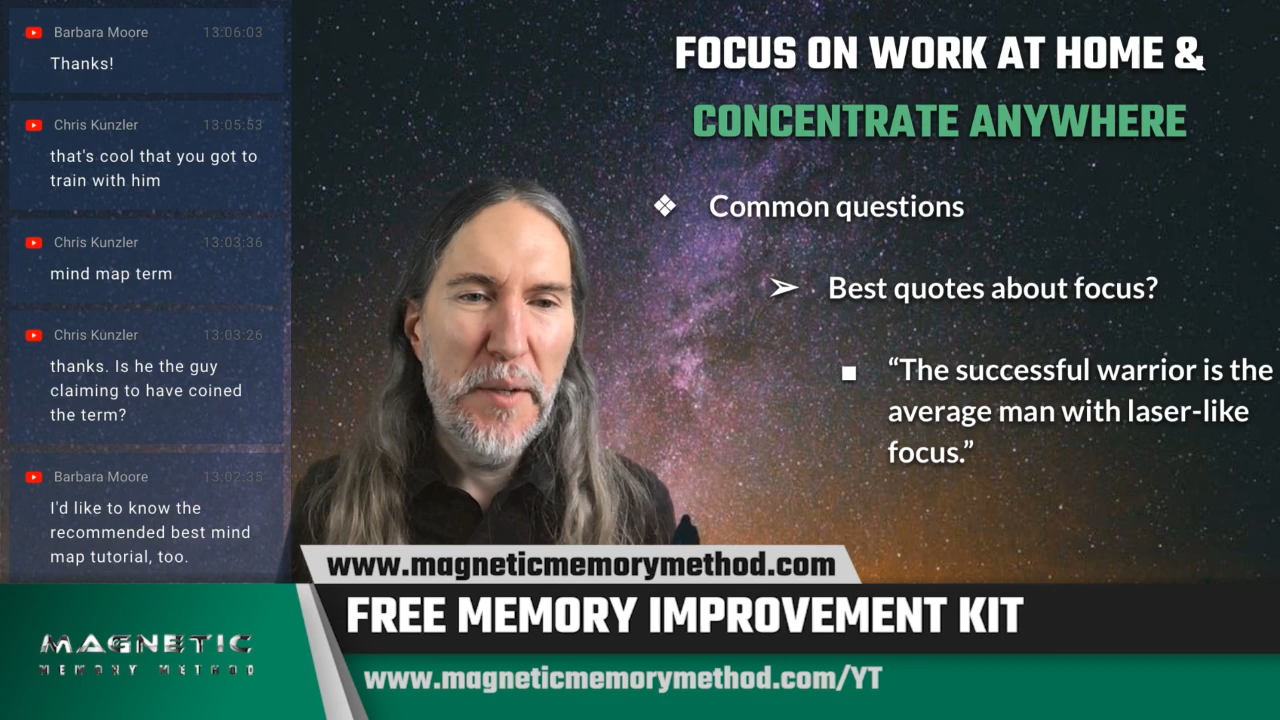 Barbara Moore 13:06:03
Thanks!
Chris Kunzler 13:05:53
that's cool that you got to
train with him
Chris Kunzler 13:03:36
mind map term
Chris Kunzler 13:03:26
thanks. Is he the guy
claiming to have coined
the term?
Barbara Moore 13:02:35
I'd like to know the
recommended best mind
map tutorial, too.
FOCUS ON WORK AT HOME &
CONCENTRATE ANYWHERE
❖ Common questions
➢ Best quotes about focus?
▪ “The successful warrior is the
average man with laser-like
focus.”
www.magneticmemorymethod.com
FREE MEMORY IMPROVEMENT KIT
www.magneticmemorymethod.com/YT
MAGNETIC
MEMORY METHOD